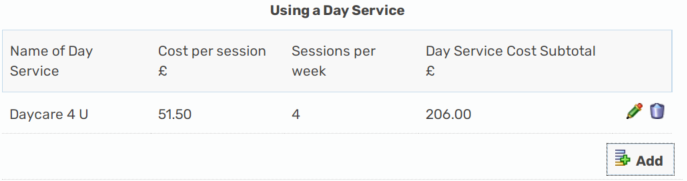 Using a Day Service
Name of Day Service
Cost per session £
Sessions per week
Day Service Cost Subtotal £
Daycare 4 U 51.50 4 206.00
Add